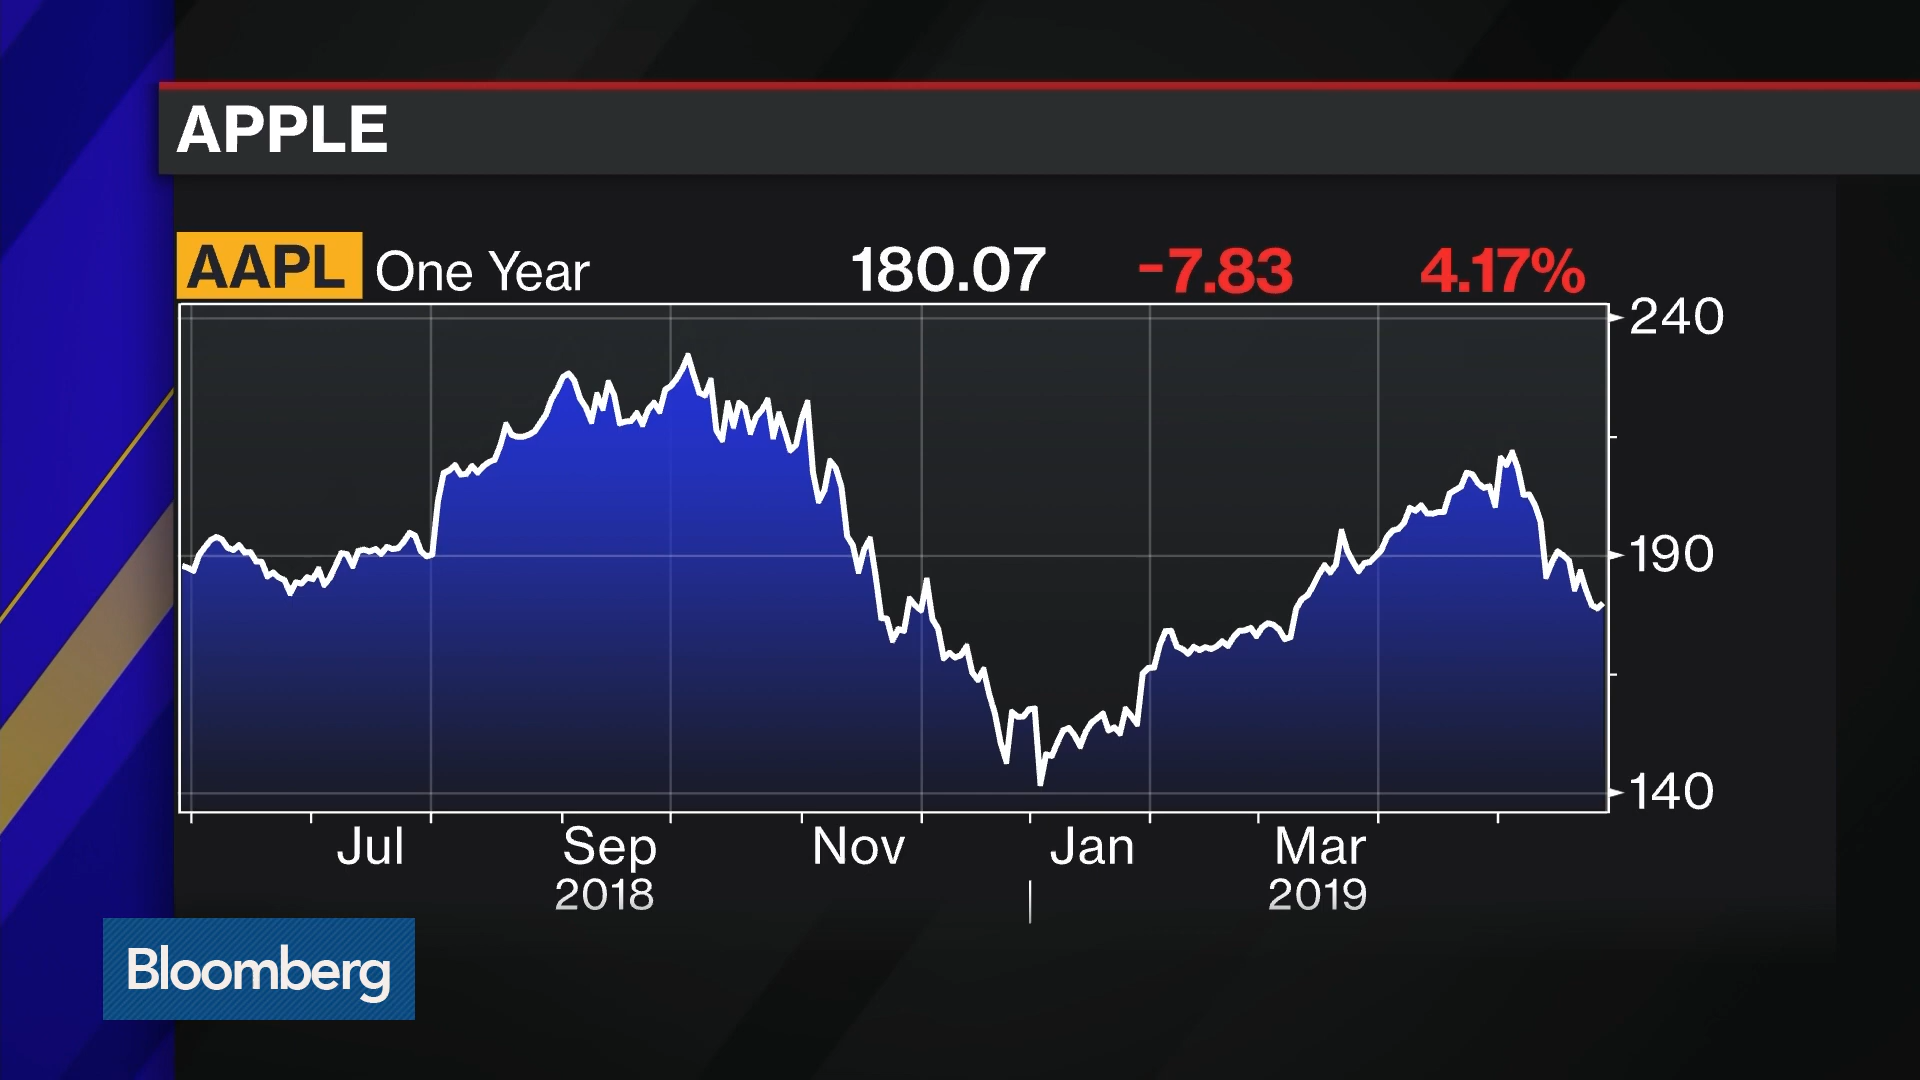 APPLE
AAPL One Year 180.07 -7.83 4.17%
240
190
140
Jul Sep Nov Jan Mar
2018 2019
Bloomberg